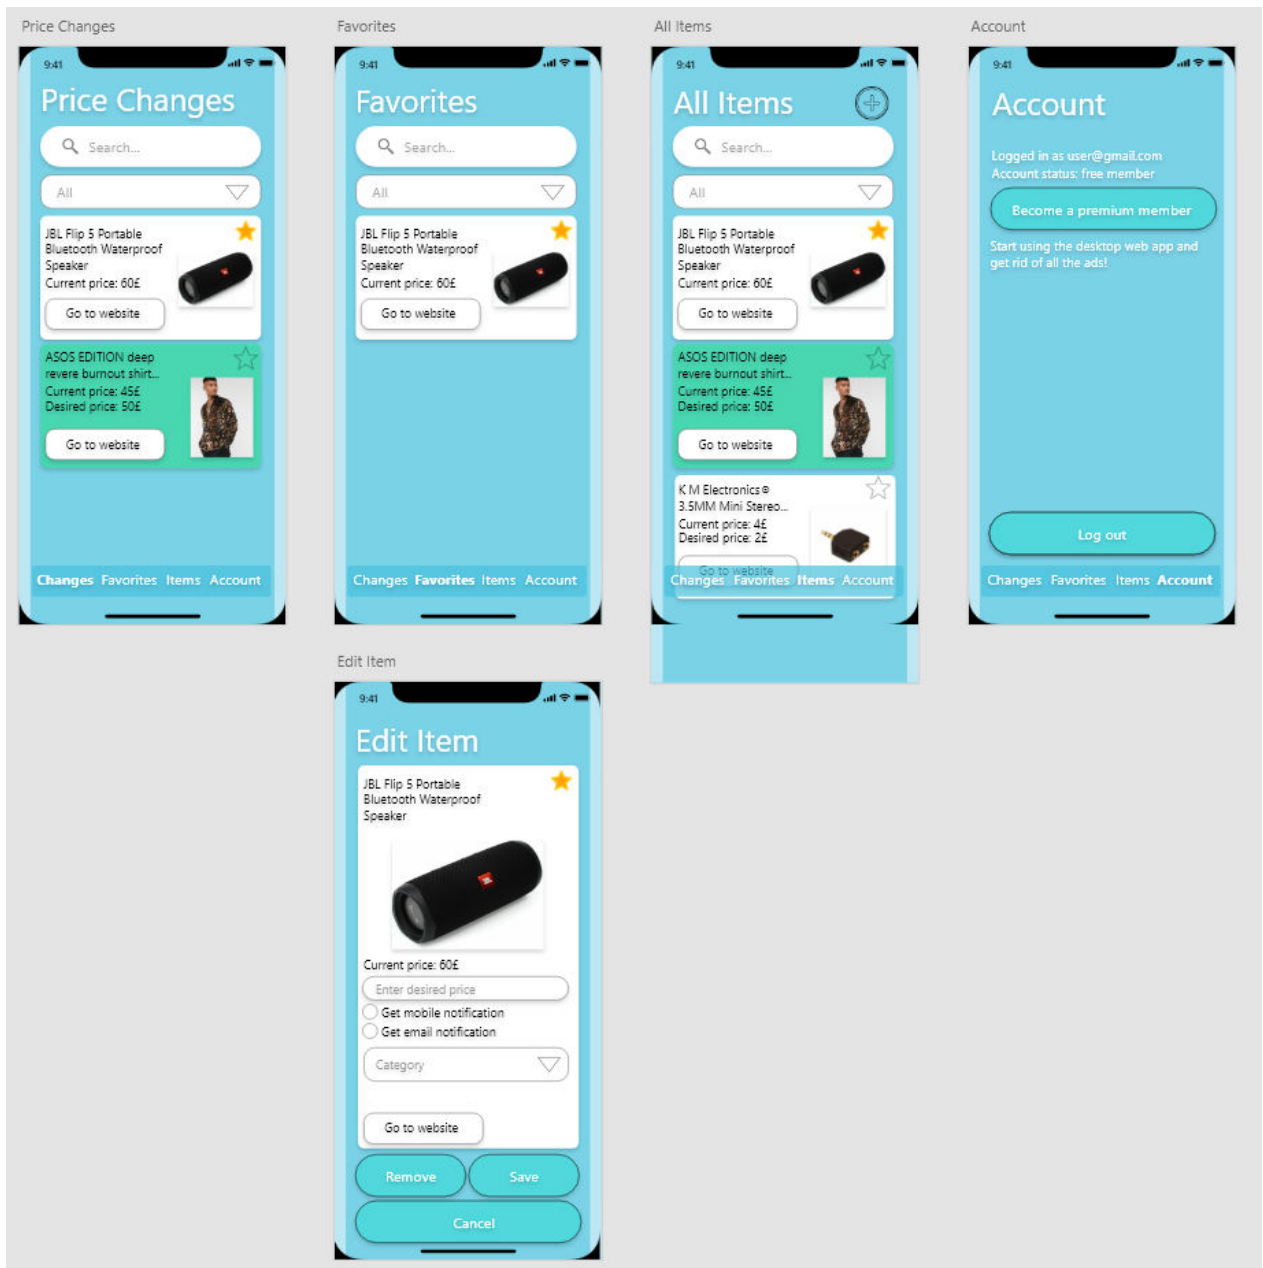 Price Changes
9:41
Price Changes
Search...
All
JBL Flip 5 Portable
Bluetooth Waterproof
Speaker
Current price: 60£
Go to website
ASOS EDITION deep
revere burnout shirt...
Current price: 45£
Desired price: 50£
Go to website
Changes Favorites Items Account
Favorites
9:41
Favorites
Search...
All
JBL Flip 5 Portable
Bluetooth Waterproof
Speaker
Current price: 60£
Go to website
Changes Favorites Items Account
All Items
9:41
All Items
Search...
All
JBL Flip 5 Portable
Bluetooth Waterproof
Speaker
Current price: 60£
Go to website
ASOS EDITION deep
revere burnout shirt...
Current price: 45£
Desired price: 50£
Go to website
K M Electronics®
3.5MM Mini Stereo...
Current price: 4£
Desired price: 2£
Go to website
Changes Favorites Items Account
Account
9:41
Account
Logged in as user@gmail.com
Account status: free member
Become a premium member
Start using the desktop web app and
get rid of all the ads!
Log out
Changes Favorites Items Account
Edit Item
9:41
Edit Item
JBL Flip 5 Portable
Bluetooth Waterproof
Speaker
Current price: 60£
Enter desired price
Get mobile notification
Get email notification
Category
Go to website
Remove Save
Cancel